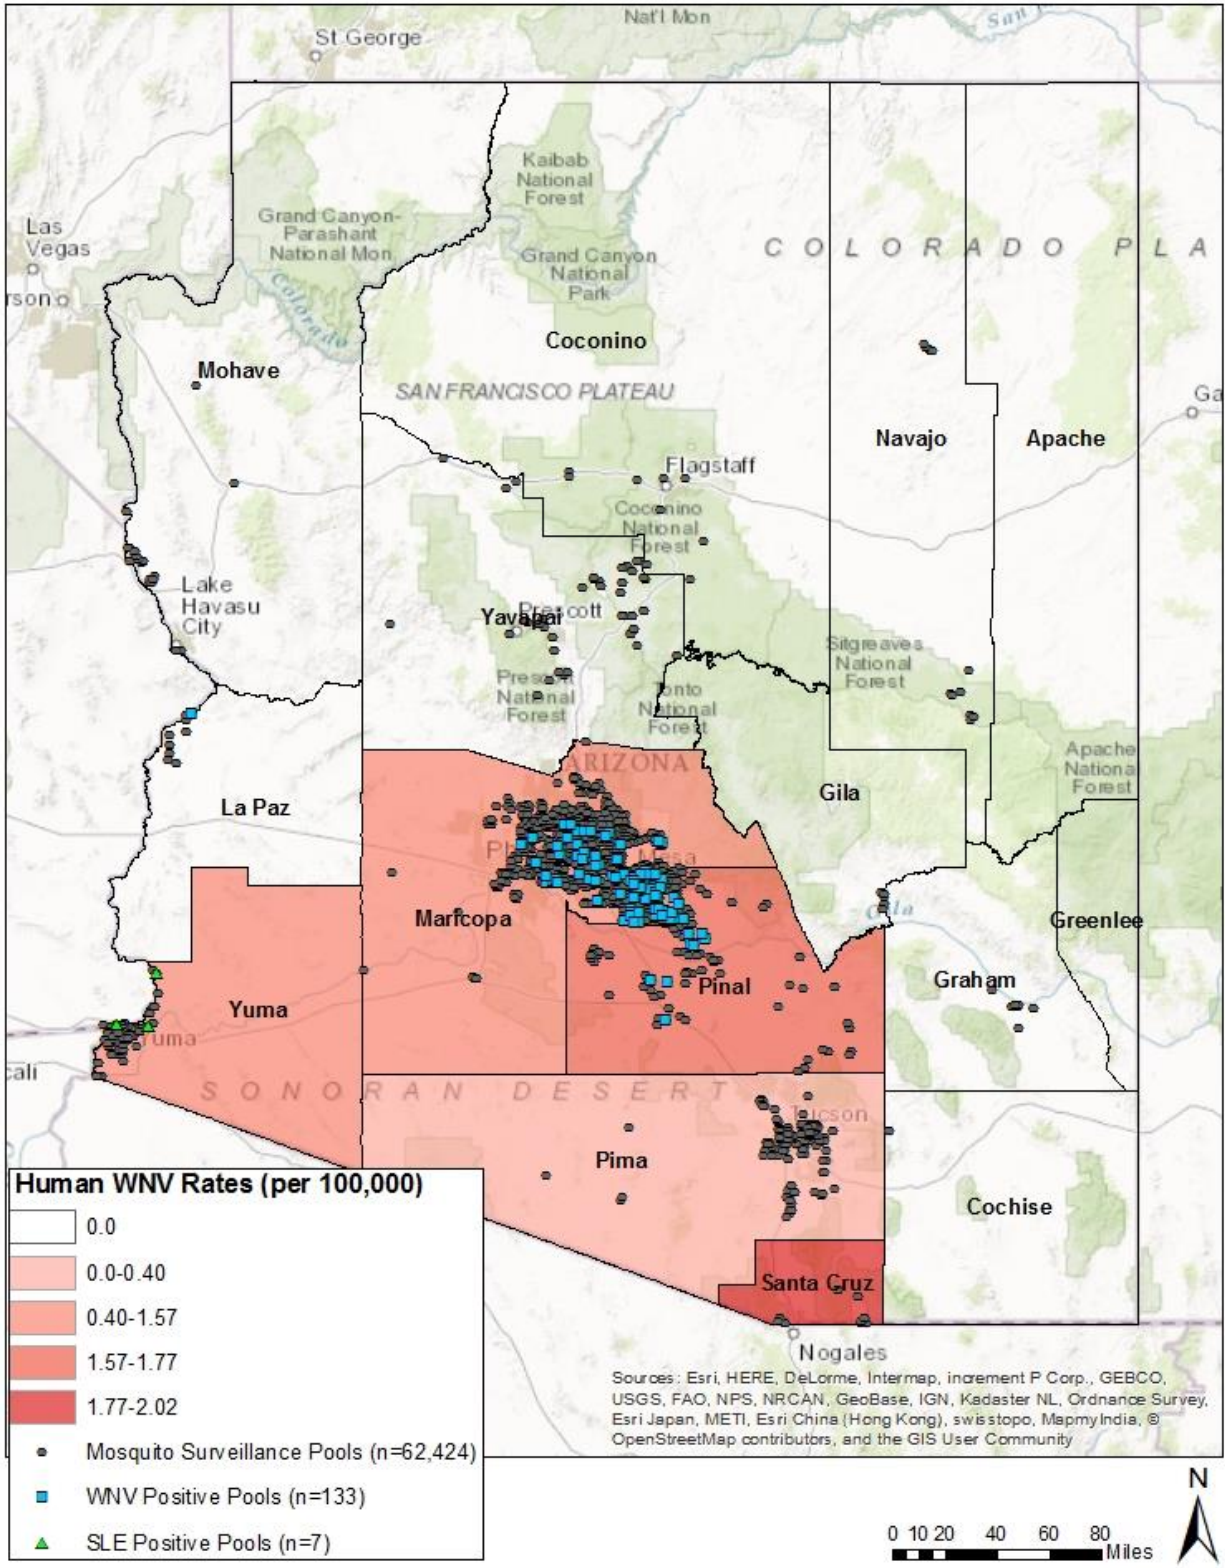 Nat'l Mon
San
St George
Kaibab
National
Forest
Grand Canyon-
Parashant
National Mon
Las
Vegas
Grand Canyon
National
Park
COLORADO PLA
rson
Colorado
Coconino
Mohave
SAN FRANCISCO PLATEAU
Ga
Navajo
Apache
Flagstaff
Coconino
National
Forest
Lake
Havasu
City
Yavapai
Prescott
Sitgreaves
National
Forest
Prescott
National
Forest
Tonto
National
Forest
ARIZONA
Apache
National
Forest
La Paz
Gila
Ph
Mesa
Maricopa
Gila
Greenlee
Graham
Pinal
Yuma
Yuma
cali
SONORAN DESERT
Tucson
Pima
Cochise
Santa Cruz
Nogales
Human WNV Rates (per 100,000)
0.0
0.0-0.40
0.40-1.57
1.57-1.77
1.77-2.02
Mosquito Surveillance Pools (n=62,424)
WNV Positive Pools (n=133)
SLE Positive Pools (n=7)
Sources: Esri, HERE, DeLorme, Intermap, increment P Corp., GEBCO,
USGS, FAO, NPS, NRCAN, GeoBase, IGN, Kadaster NL, Ordnance Survey,
Esri Japan, METI, Esri China (Hong Kong), swisstopo, MapmyIndia, ©
OpenStreetMap contributors, and the GIS User Community
N
0 10 20 40 60 80
Miles